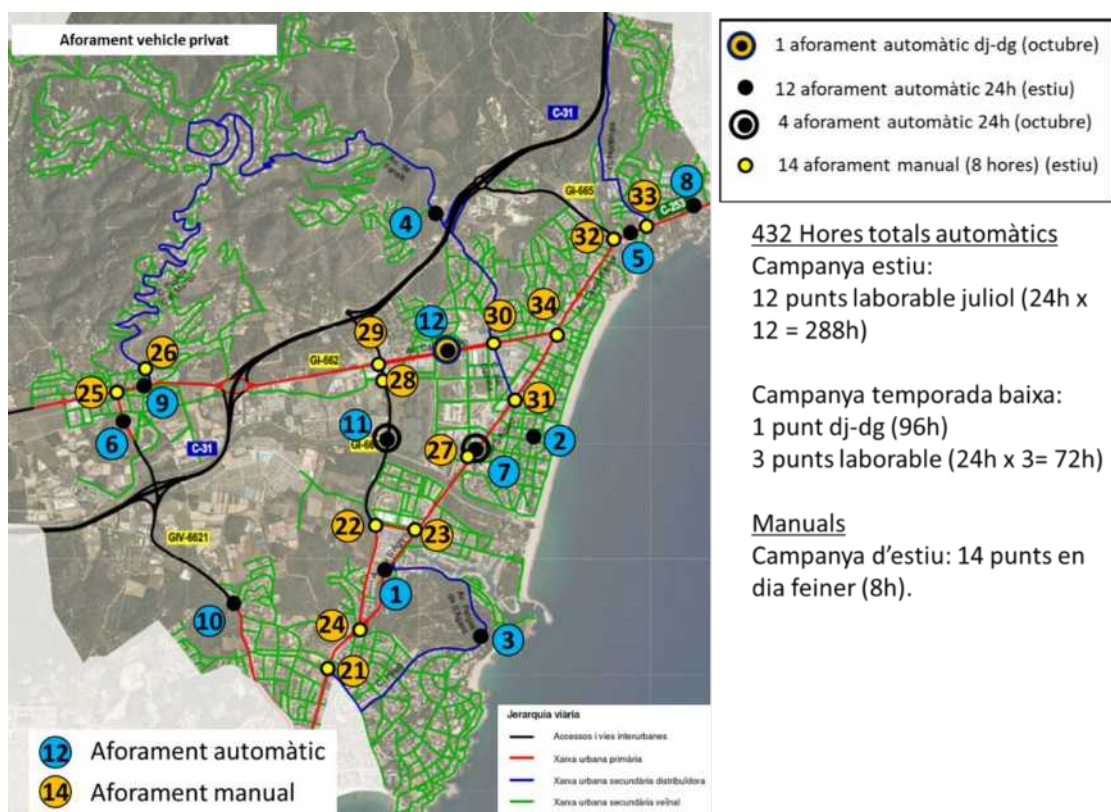 Aforament vehicle privat
C-31
GI-665
C-253
8
33
4
32
5
34
30
12
29
GI-662
28
26
25
9
6
11
C-31
31
2
27
7
22
23
GIV-6621
1
10
24
3
21
12 Aforament automàtic
14 Aforament manual
Jerarquia viària
Accessos i vies interurbanes
Xarxa urbana primària
Xarxa urbana secundària distribuïdora
Xarxa urbana secundària veïnal
1 aforament automàtic dj-dg (octubre)
12 aforament automàtic 24h (estiu)
4 aforament automàtic 24h (octubre)
14 aforament manual (8 hores) (estiu)
432 Hores totals automàtics
Campanya estiu:
12 punts laborable juliol (24h x
12 = 288h)
Campanya temporada baixa:
1 punt dj-dg (96h)
3 punts laborable (24h x 3= 72h)
Manuals
Campanya d'estiu: 14 punts en
dia feiner (8h).